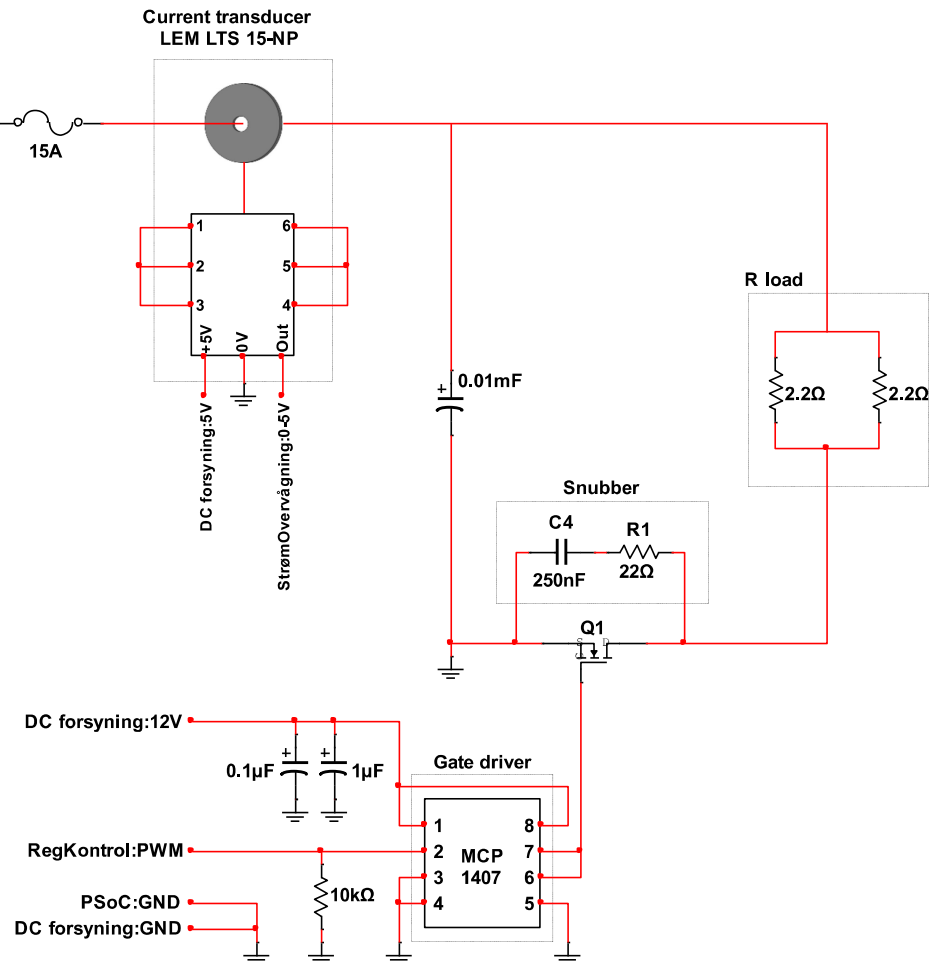 Current transducer
LEM LTS 15-NP
15A
1
6
2
5
3
4
+5V
0V
Out
DC forsyning:5V
StrømOvervågning:0-5V
+
0.01mF
R load
2.2Ω
2.2Ω
Snubber
C4
R1
250nF
22Ω
Q1
S
D
G
DC forsyning:12V
+
+
0.1µF
1µF
Gate driver
1
8
RegKontrol:PWM
2
7
MCP
1407
3
6
10kΩ
PSoC:GND
4
5
DC forsyning:GND